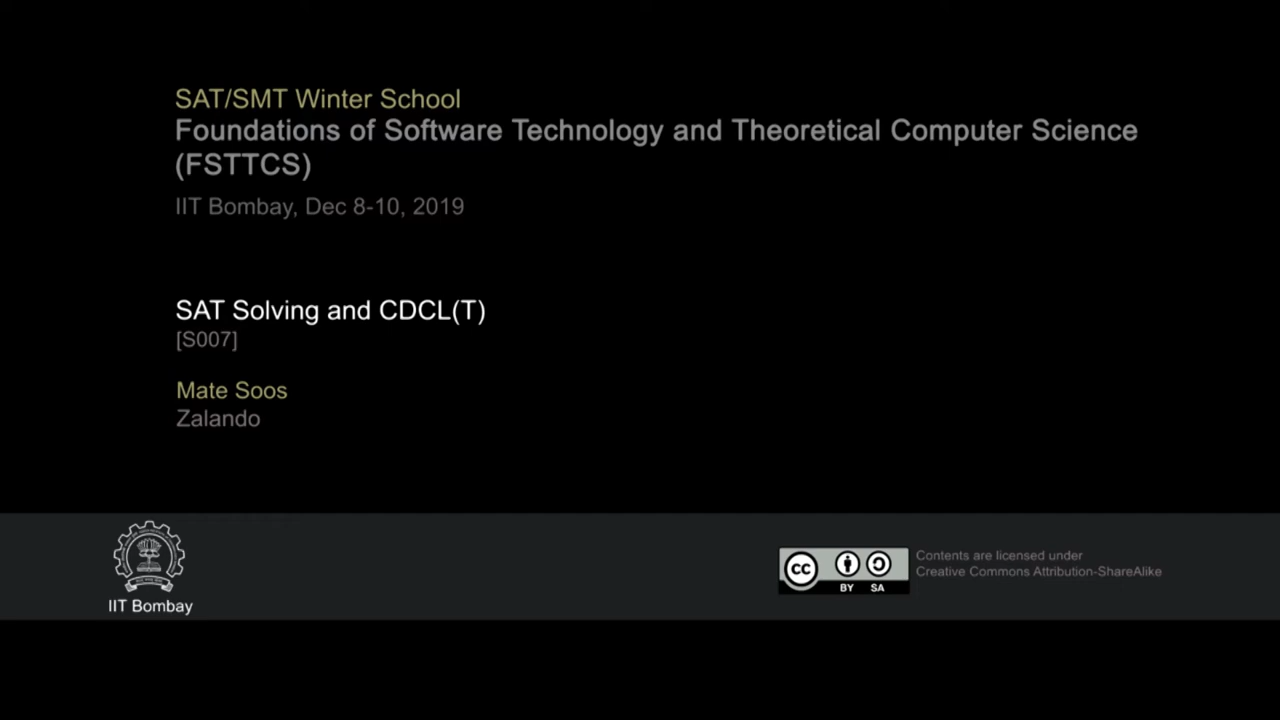 SAT/SMT Winter School
Foundations of Software Technology and Theoretical Computer Science
(FSTTCS)
IIT Bombay, Dec 8-10, 2019
SAT Solving and CDCL(T)
[S007]
Mate Soos
Zalando
IIT Bombay
cc
BY SA
Contents are licensed under
Creative Commons Attribution-ShareAlike